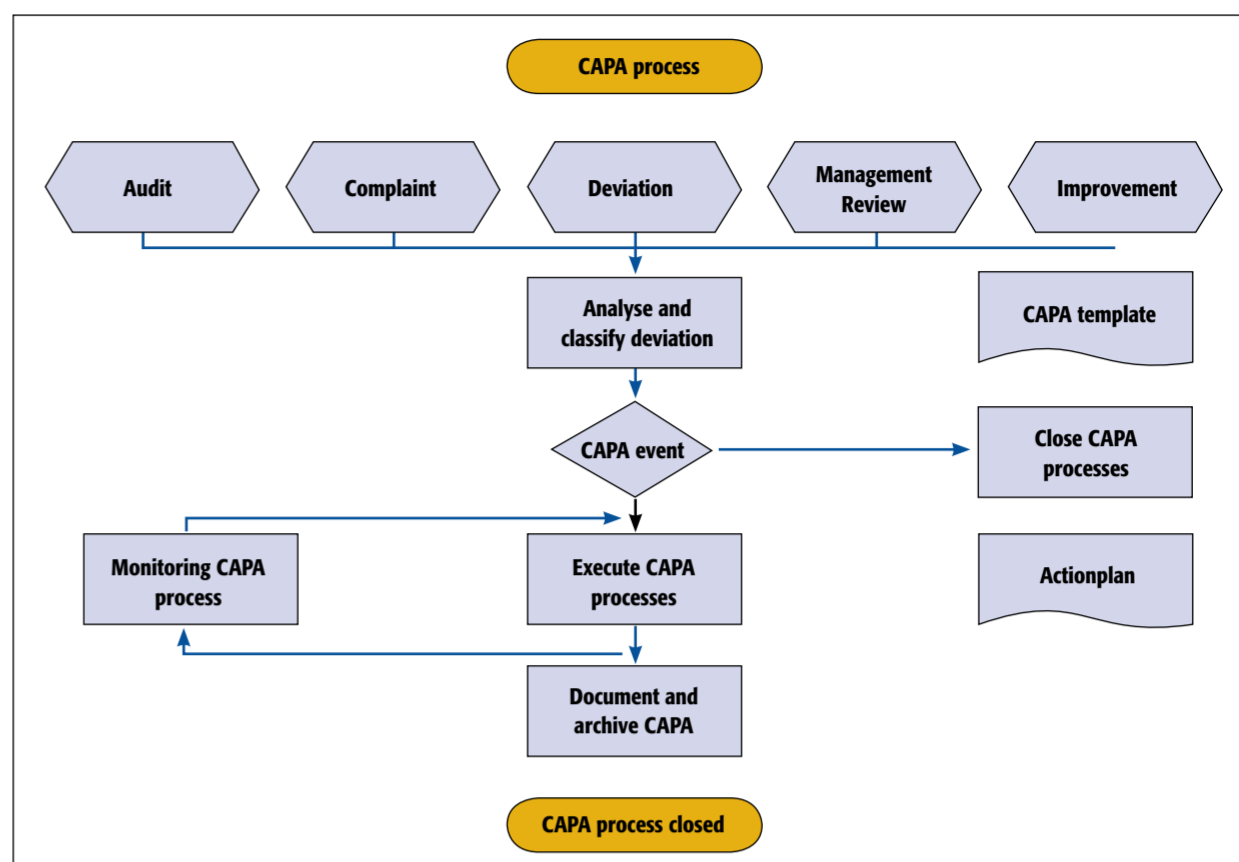 CAPA process
Audit
Complaint
Deviation
Management
Review
Improvement
Analyse and
classify deviation
CAPA template
CAPA event
Close CAPA
processes
Monitoring CAPA
process
Execute CAPA
processes
Actionplan
Document and
archive CAPA
CAPA process closed